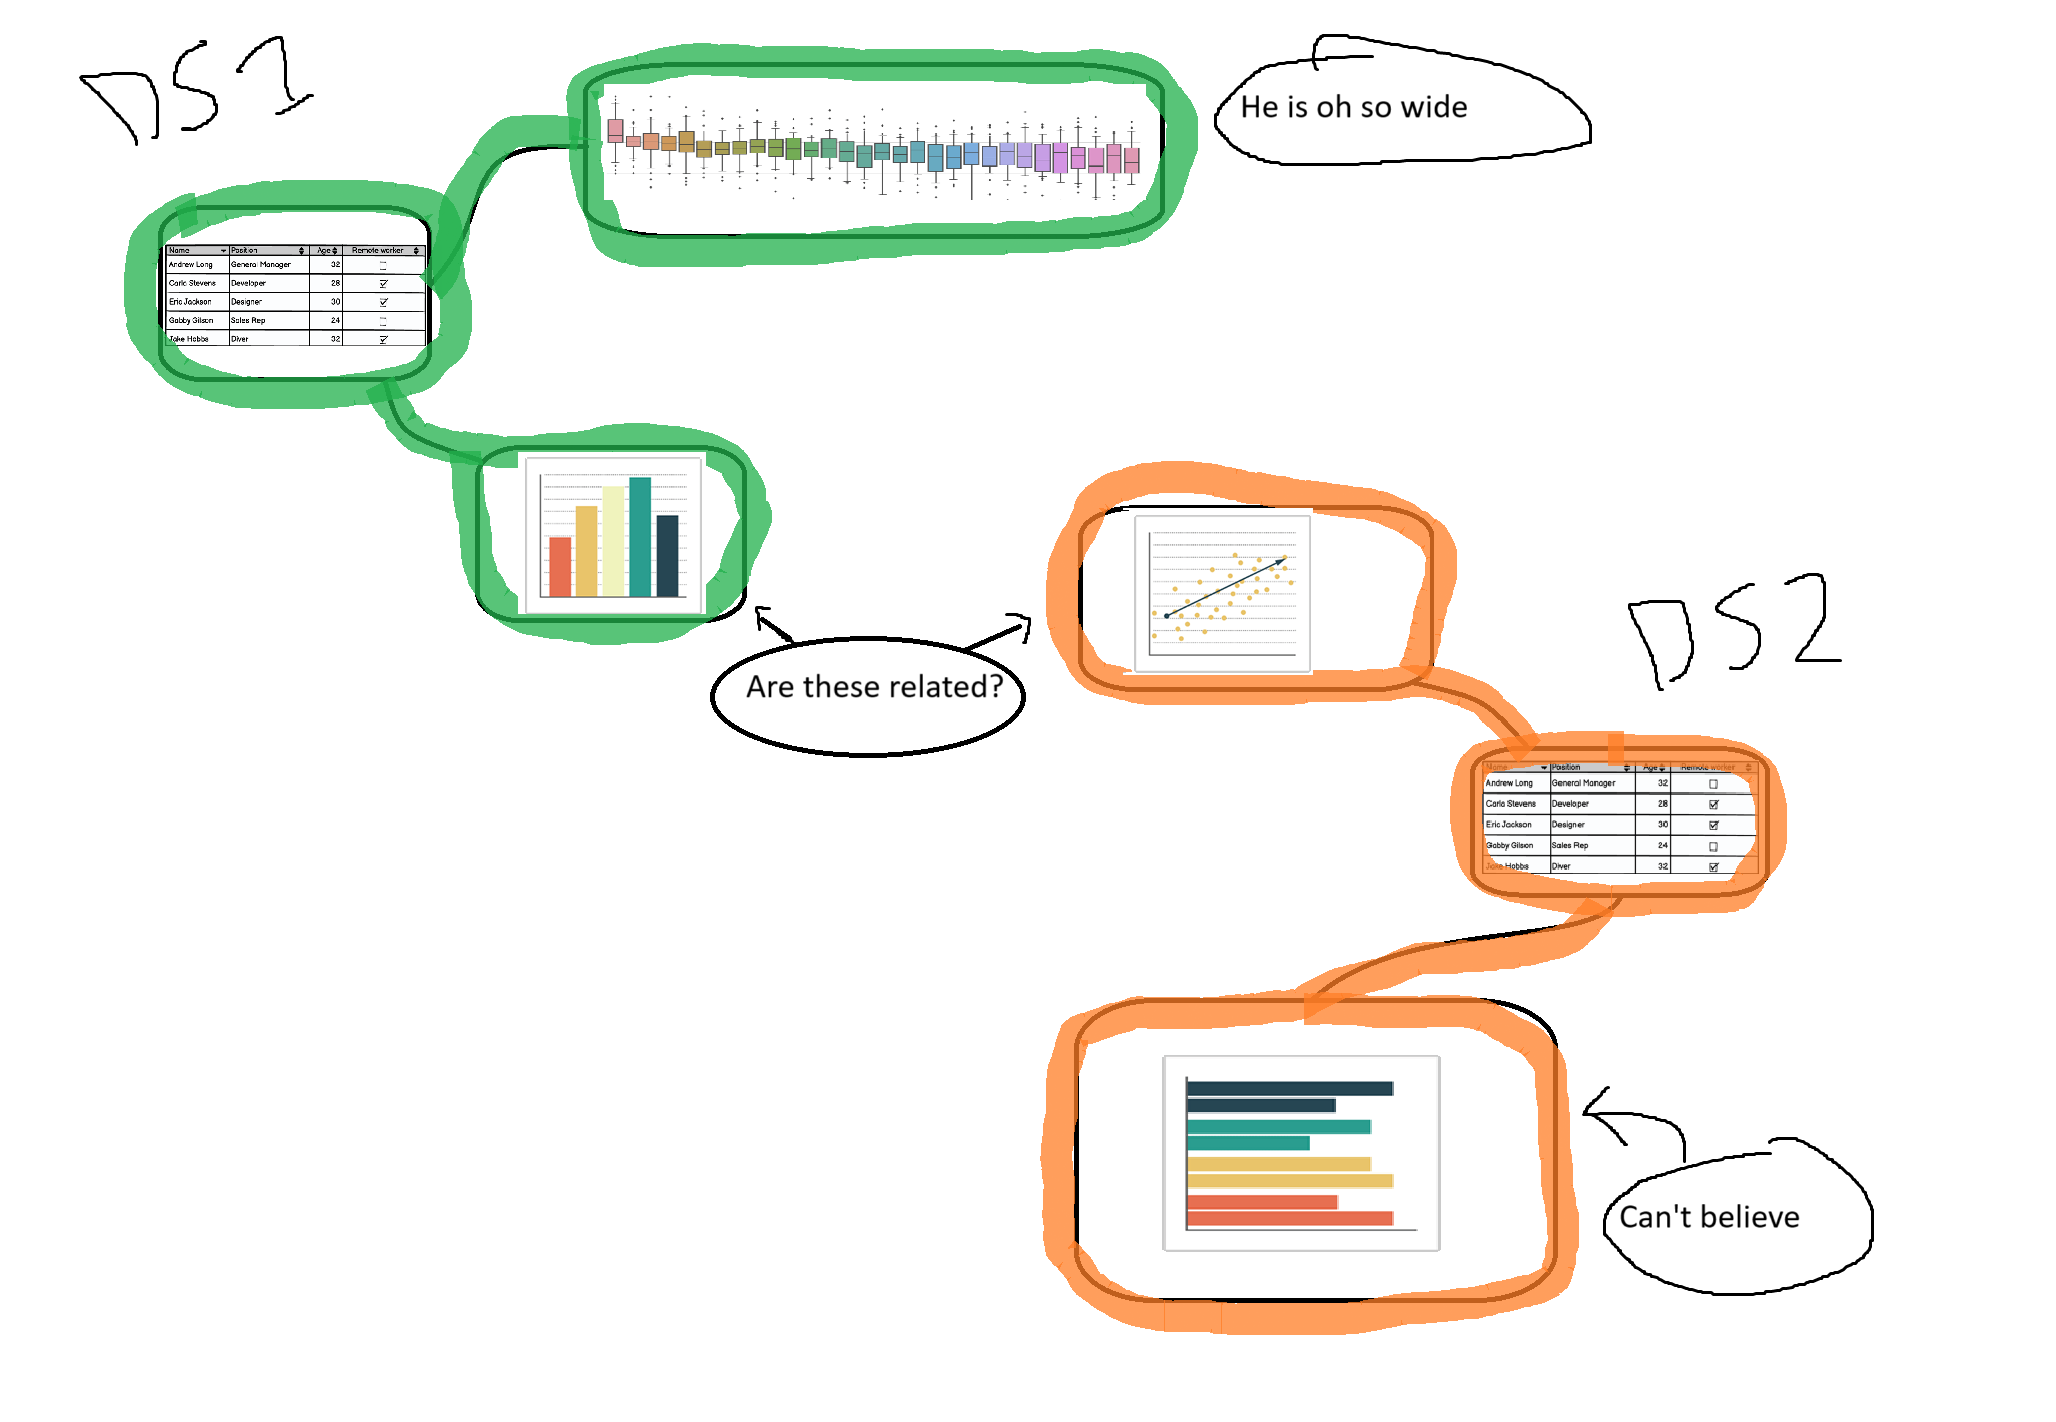 DS1
He is oh so wide
Name Position Age Remote worker
Andrew Long General Manager 32
Carla Stevens Developer 28
Eric Jackson Designer 30
Gabby Gilson Sales Rep 24
Jake Hobbs Diver 32
Are these related?
DS2
Name Position Age Remote worker
Andrew Long General Manager 32
Carla Stevens Developer 28
Eric Jackson Designer 30
Gabby Gilson Sales Rep 24
Jake Hobbs Diver 32
Can't believe